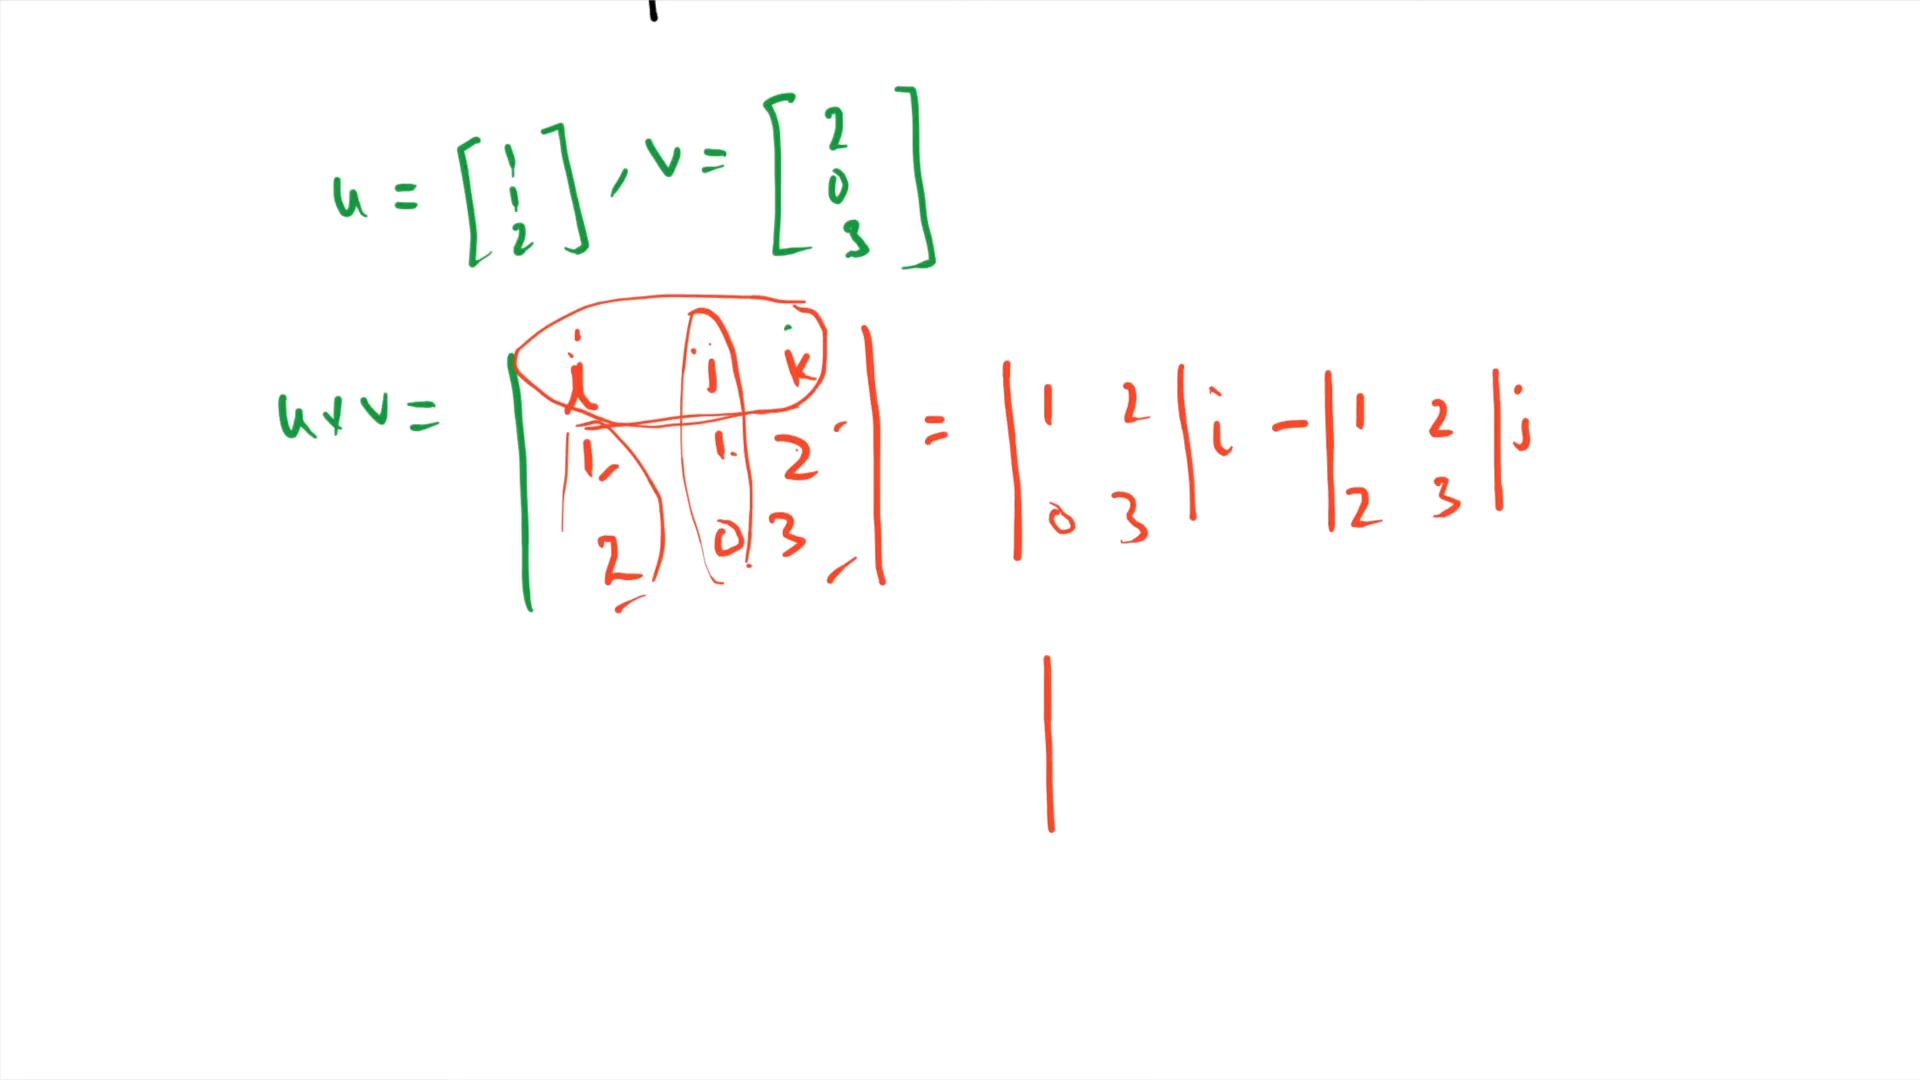 u = [ 1 1 2 ] , v = [ 2 0 3 ]
u × v = | i j k | = | 1 2 | i - | 1 2 | j
| 1 1 2 | | 0 3 | | 2 3 |
| 2 0 3 |
|